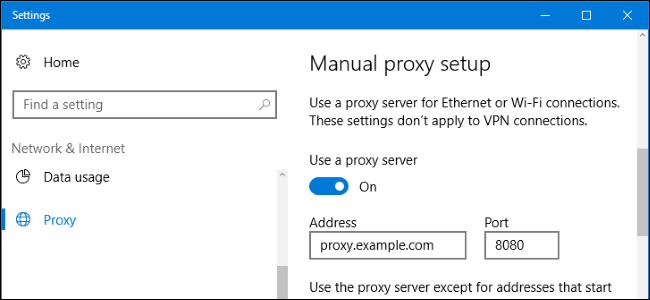 Settings
Home
Find a setting
Network & Internet
Data usage
Proxy
Manual proxy setup
Use a proxy server for Ethernet or Wi-Fi connections.
These settings don't apply to VPN connections.
Use a proxy server
On
Address Port
proxy.example.com 8080
Use the proxy server except for addresses that start